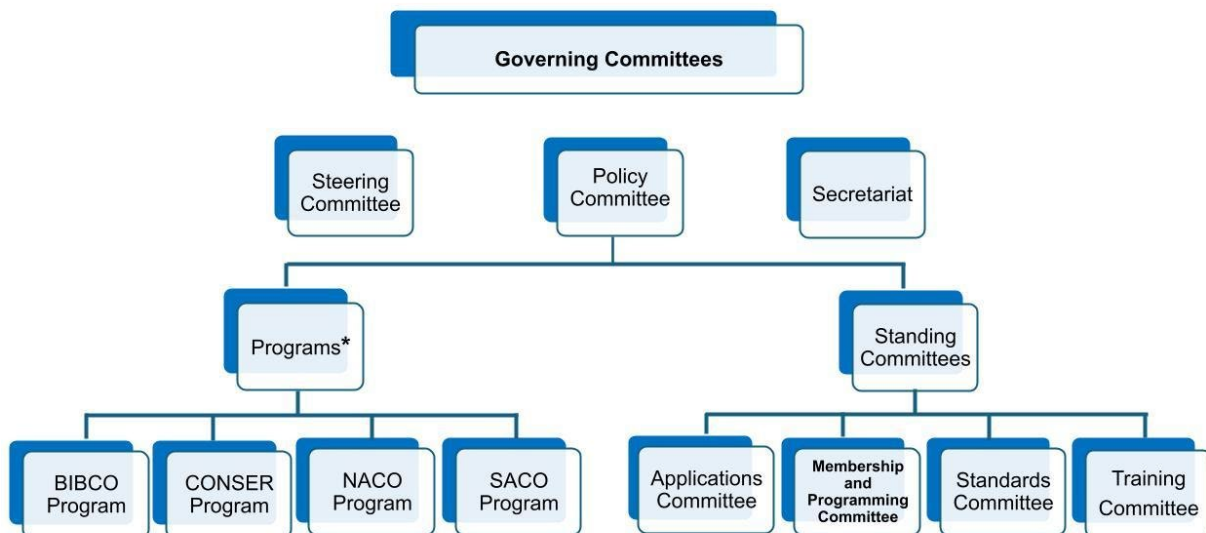 Governing Committees
Steering
Committee
Policy
Committee
Secretariat
Programs*
Standing
Committees
BIBCO
Program
CONSER
Program
NACO
Program
SACO
Program
Applications
Committee
Membership
and
Programming
Committee
Standards
Committee
Training
Committee